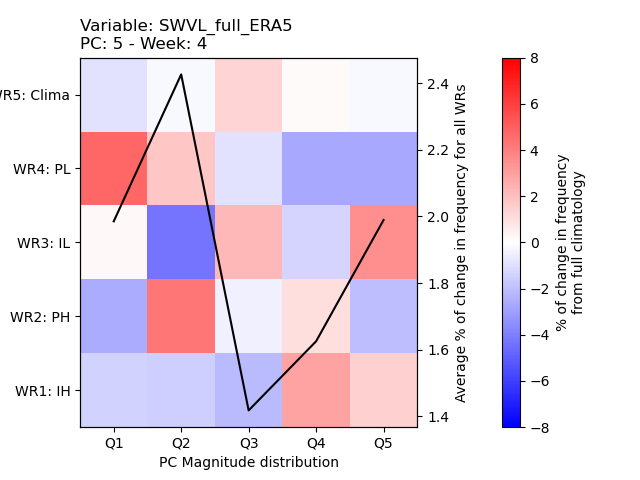 Variable: SWVL_full_ERA5
PC: 5 - Week: 4
WR5: Clima
WR4: PL
WR3: IL
WR2: PH
WR1: IH
Q1 Q2 Q3 Q4 Q5
PC Magnitude distribution
2.4
2.2
2.0
1.8
1.6
1.4
Average % of change in frequency for all WRs
8
6
4
2
0
−2
−4
−6
−8
% of change in frequency
from full climatology